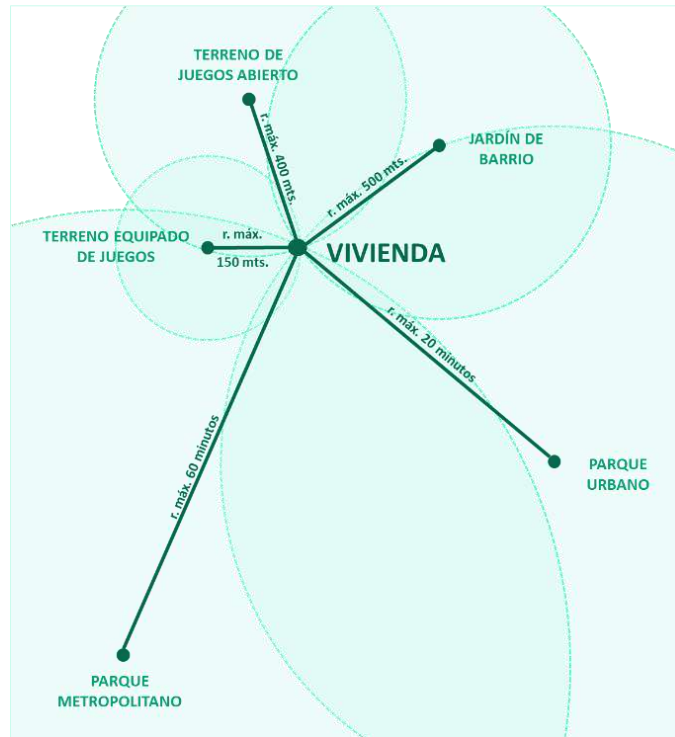 TERRENO DE
JUEGOS ABIERTO
r. máx. 400 mts.
JARDÍN DE
BARRIO
r. máx. 500 mts.
TERRENO EQUIPADO
DE JUEGOS
r. máx.
150 mts.
VIVIENDA
r. máx. 20 minutos
PARQUE
URBANO
r. máx. 60 minutos
PARQUE
METROPOLITANO